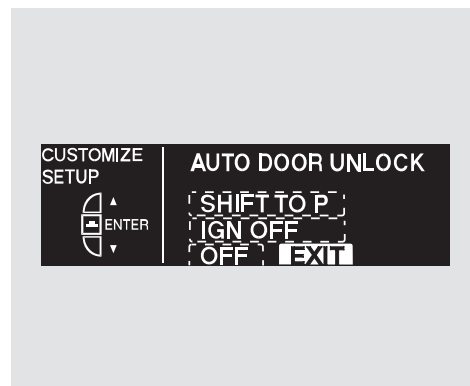 CUSTOMIZE
SETUP
ENTER
AUTO DOOR UNLOCK
SHIFT TO P
IGN OFF
OFF EXIT